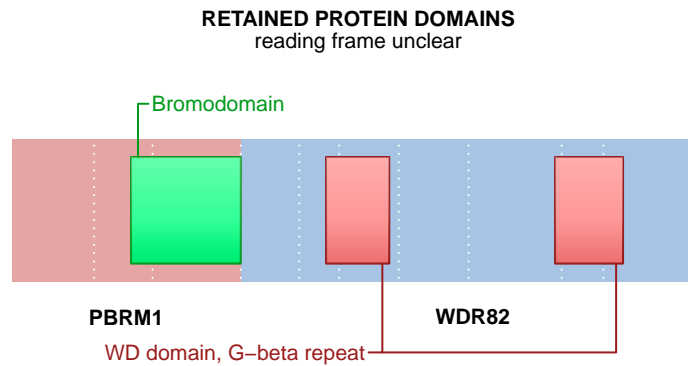 RETAINED PROTEIN DOMAINS
reading frame unclear
Bromodomain
PBRM1
WDR82
WD domain, G−beta repeat